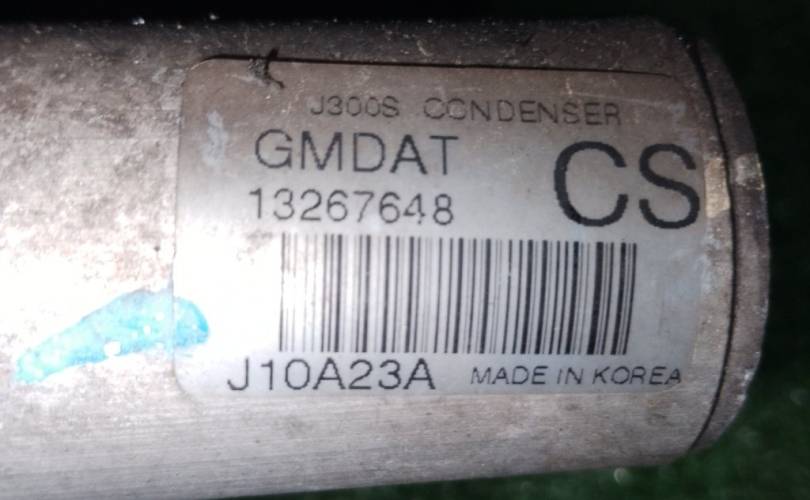 J300S CONDENSER
GMDAT
CS
13267648
J10A23A MADE IN KOREA